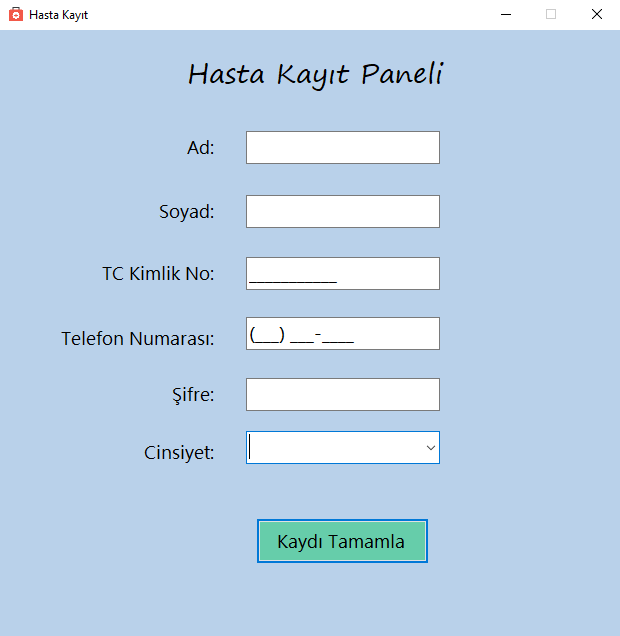 Hasta Kayıt
Hasta Kayıt Paneli
Ad:
Soyad:
TC Kimlik No: ___________
Telefon Numarası: (___) ___-____
Şifre:
Cinsiyet:
Kaydı Tamamla